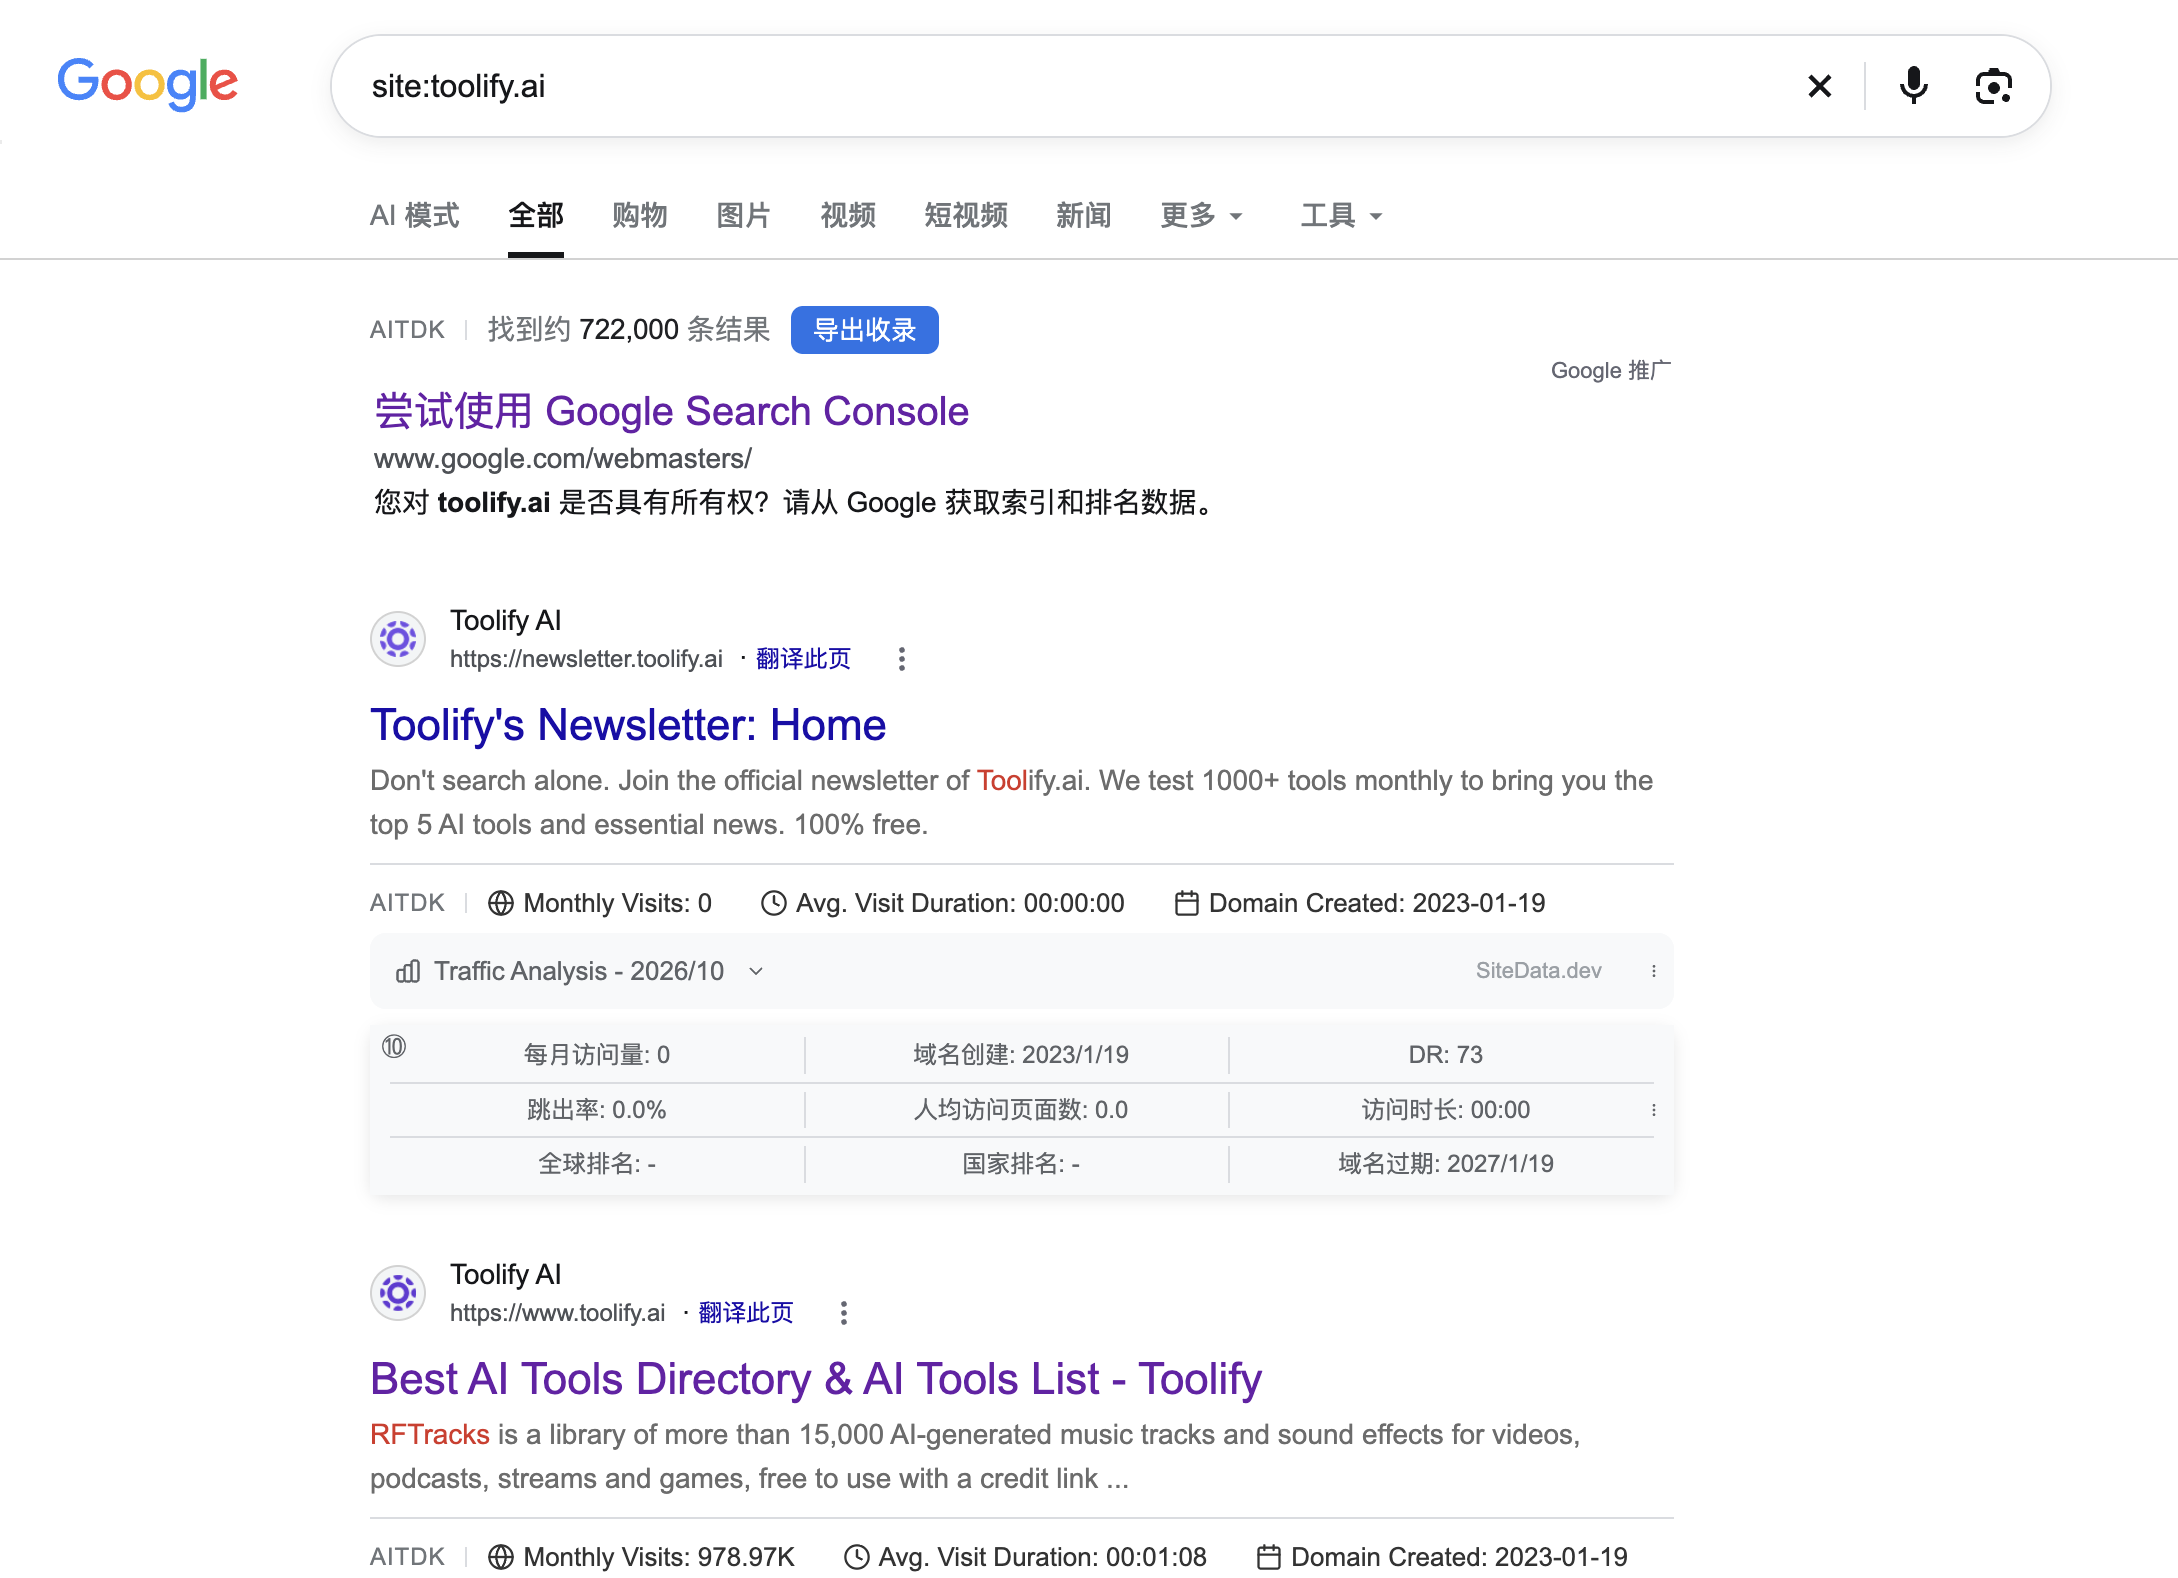 Google
site:toolify.ai
AI 模式 全部 购物 图片 视频 短视频 新闻 更多 工具
AITDK 找到约 722,000 条结果 导出收录
Google 推广
尝试使用 Google Search Console
www.google.com/webmasters/
您对 toolify.ai 是否具有所有权？请从 Google 获取索引和排名数据。
Toolify AI
https://newsletter.toolify.ai · 翻译此页
Toolify's Newsletter: Home
Don't search alone. Join the official newsletter of Toolify.ai. We test 1000+ tools monthly to bring you the
top 5 AI tools and essential news. 100% free.
AITDK Monthly Visits: 0 Avg. Visit Duration: 00:00:00 Domain Created: 2023-01-19
Traffic Analysis - 2026/10 SiteData.dev
⑩ 每月访问量: 0 域名创建: 2023/1/19 DR: 73
跳出率: 0.0% 人均访问页面数: 0.0 访问时长: 00:00
全球排名: - 国家排名: - 域名过期: 2027/1/19
Toolify AI
https://www.toolify.ai · 翻译此页
Best AI Tools Directory & AI Tools List - Toolify
RFTracks is a library of more than 15,000 AI-generated music tracks and sound effects for videos,
podcasts, streams and games, free to use with a credit link ...
AITDK Monthly Visits: 978.97K Avg. Visit Duration: 00:01:08 Domain Created: 2023-01-19